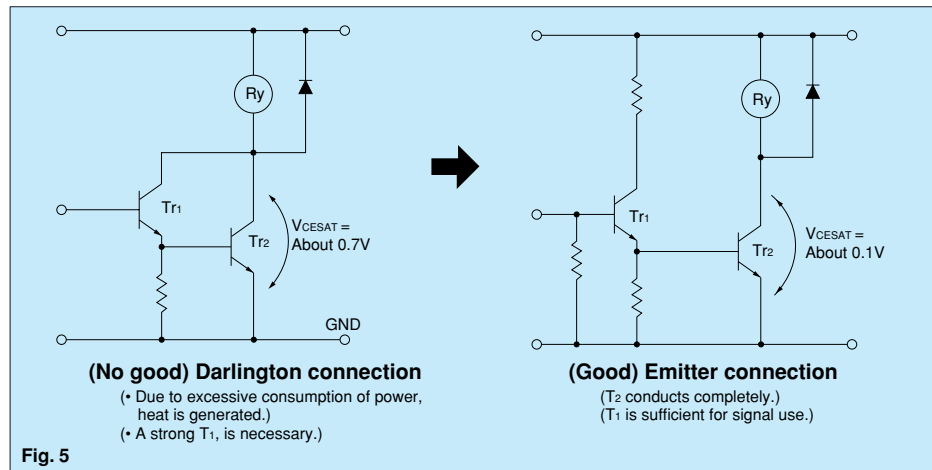 Ry
Tr1
Tr2
VCESAT =
About 0.7V
GND
(No good) Darlington connection
(• Due to excessive consumption of power,
heat is generated.)
(• A strong T1, is necessary.)
Ry
Tr1
Tr2
VCESAT =
About 0.1V
(Good) Emitter connection
(T2 conducts completely.)
(T1 is sufficient for signal use.)
Fig. 5